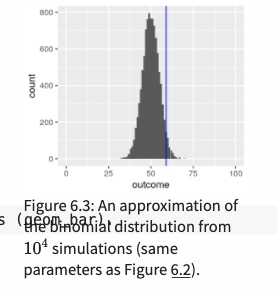 800
600
400
200
0
count
0 25 50 75 100
outcome
Figure 6.3: An approximation of
s (geom_bar).
the binomial distribution from
10⁴ simulations (same
parameters as Figure 6.2).